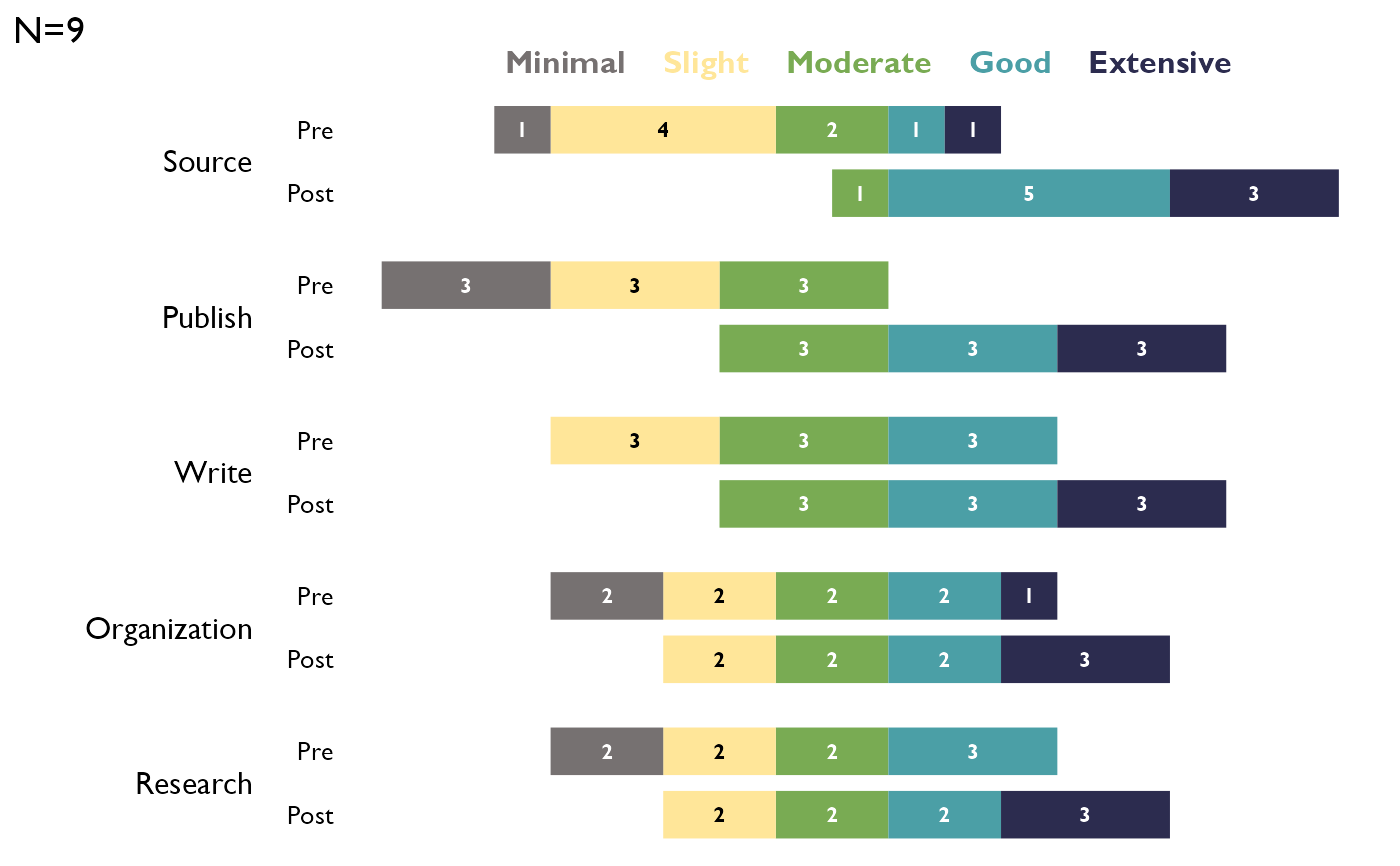 N=9
Minimal Slight Moderate Good Extensive
Source
Pre 1 4 2 1 1
Post 1 5 3
Publish
Pre 3 3 3
Post 3 3 3
Write
Pre 3 3 3
Post 3 3 3
Organization
Pre 2 2 2 2 1
Post 2 2 2 3
Research
Pre 2 2 2 3
Post 2 2 2 3